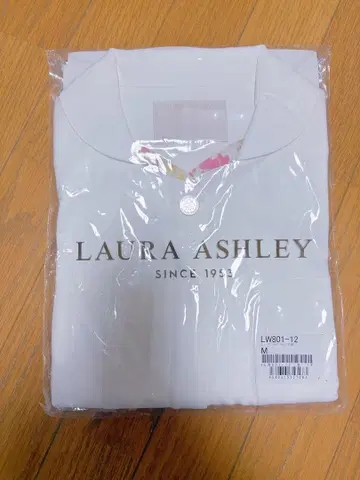 LAURA ASHLEY
SINCE 1953
LW801-12
M